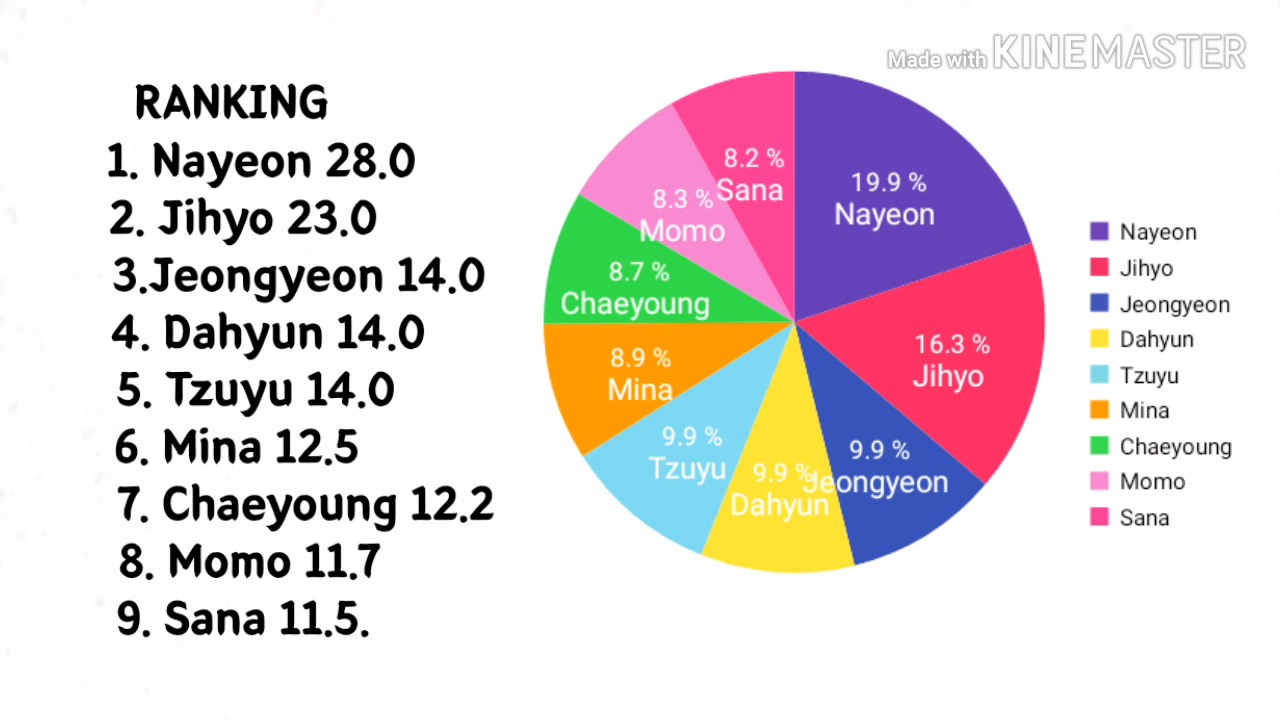 Made with KINEMASTER
RANKING
1. Nayeon 28.0
2. Jihyo 23.0
3.Jeongyeon 14.0
4. Dahyun 14.0
5. Tzuyu 14.0
6. Mina 12.5
7. Chaeyoung 12.2
8. Momo 11.7
9. Sana 11.5.
19.9 %
Nayeon
16.3 %
Jihyo
9.9 %
Jeongyeon
9.9 %
Dahyun
9.9 %
Tzuyu
8.9 %
Mina
8.7 %
Chaeyoung
8.3 %
Momo
8.2 %
Sana
Nayeon
Jihyo
Jeongyeon
Dahyun
Tzuyu
Mina
Chaeyoung
Momo
Sana